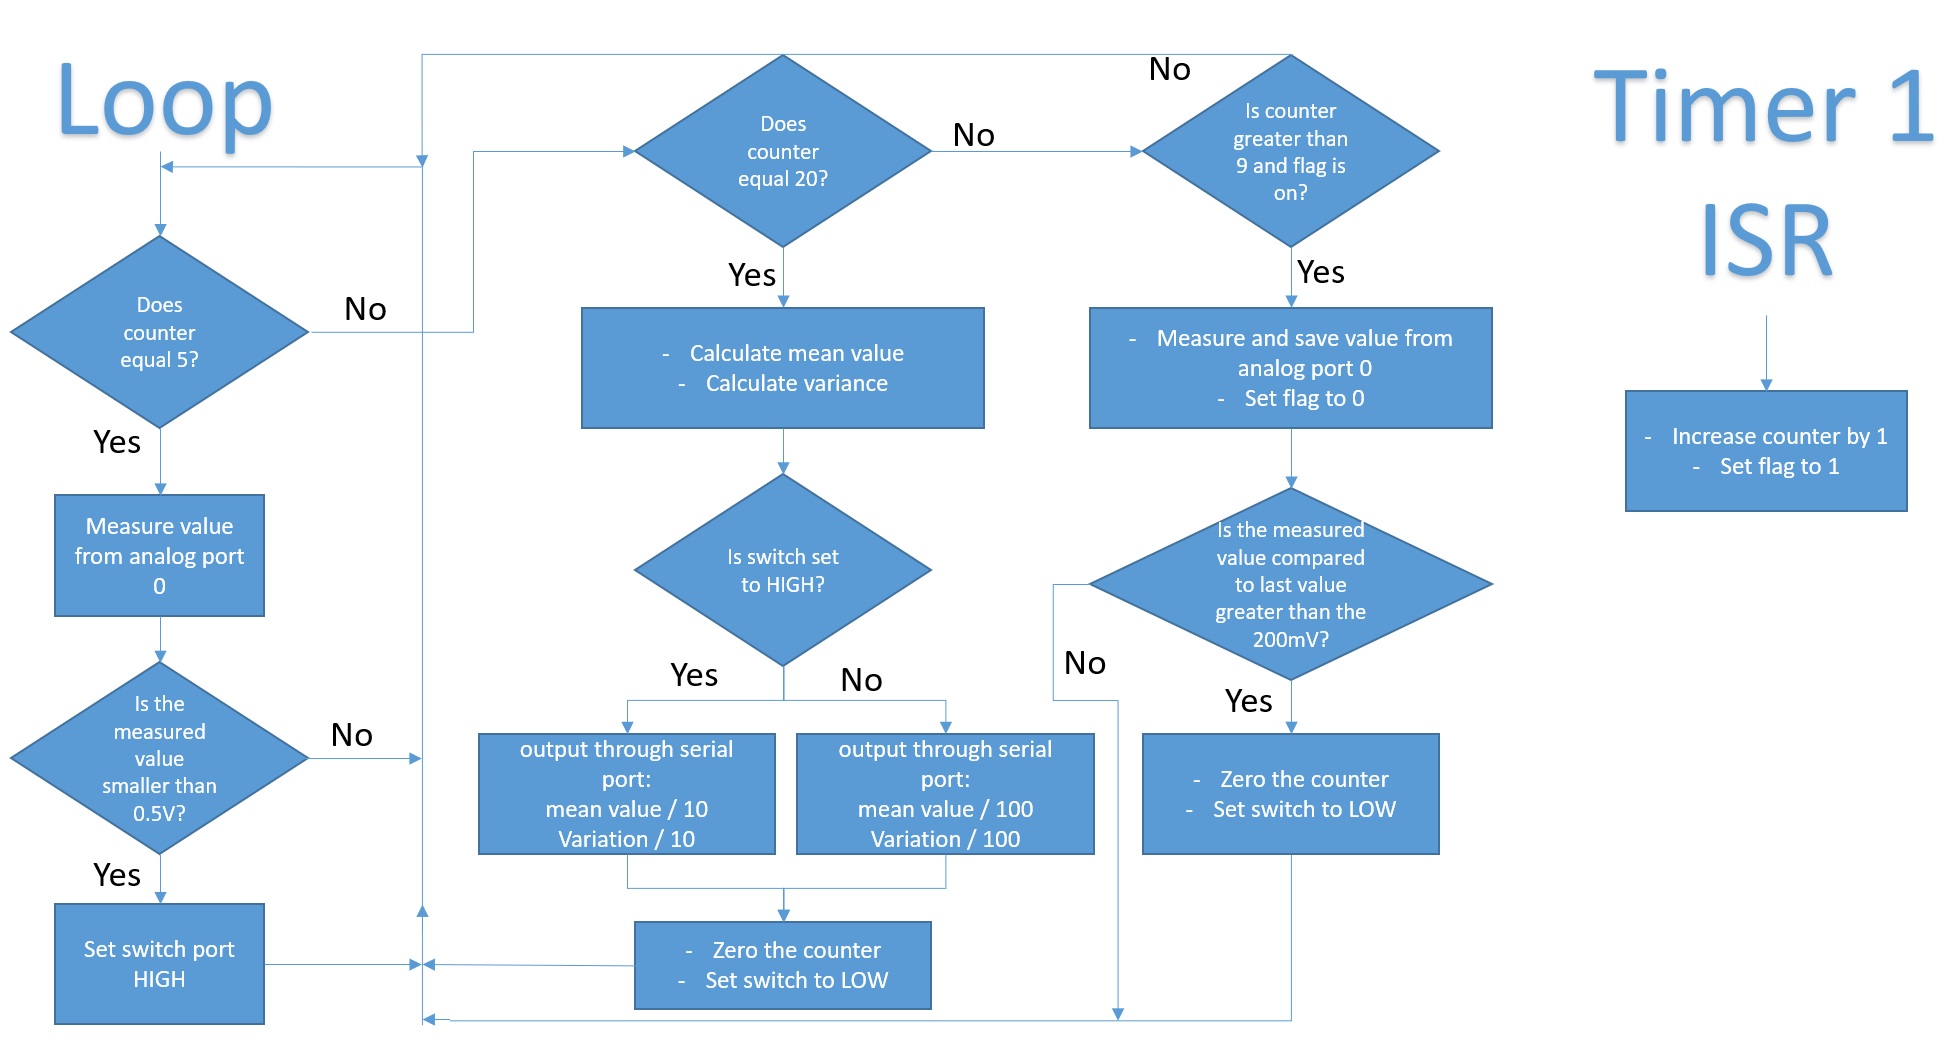 Loop
Does
counter
equal 5?
No
Yes
Measure value
from analog port
0
Is the
measured
value
smaller than
0.5V?
No
Yes
Set switch port
HIGH
Does
counter
equal 20?
No
Yes
- Calculate mean value
- Calculate variance
Is switch set
to HIGH?
Yes
No
output through serial
port:
mean value / 10
Variation / 10
output through serial
port:
mean value / 100
Variation / 100
- Zero the counter
- Set switch to LOW
No
Is counter
greater than
9 and flag is
on?
Yes
- Measure and save value from
analog port 0
- Set flag to 0
Is the measured
value compared
to last value
greater than the
200mV?
No
Yes
- Zero the counter
- Set switch to LOW
Timer 1
ISR
- Increase counter by 1
- Set flag to 1